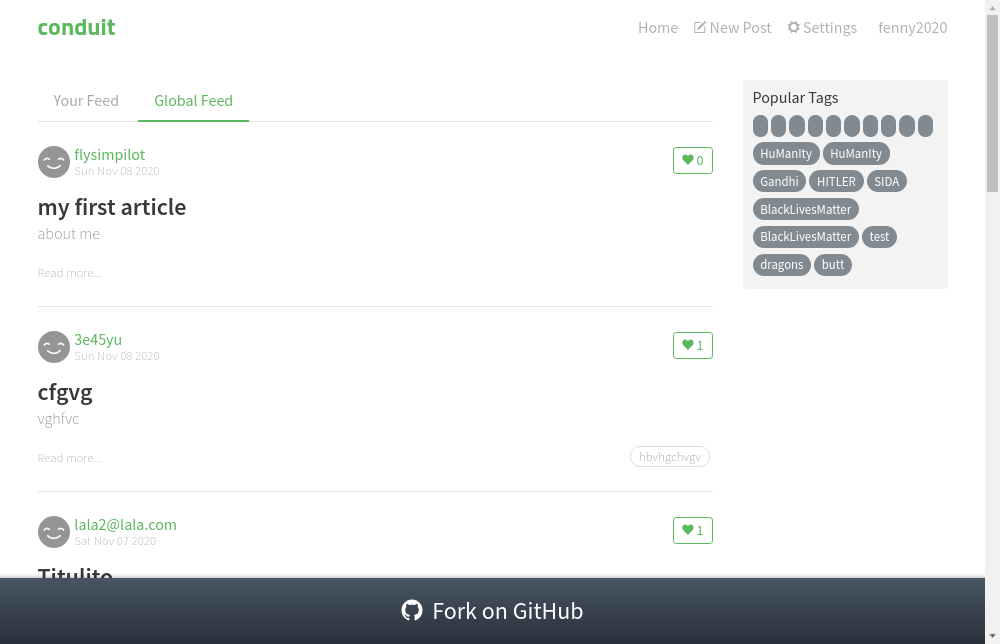 conduit
Home New Post Settings fenny2020
Your Feed Global Feed
flysimpilot
Sun Nov 08 2020
0
my first article
about me
Read more...
3e45yu
Sun Nov 08 2020
1
cfgvg
vghfvc
Read more...
hbvhgchvgv
lala2@lala.com
Sat Nov 07 2020
1
Titulito
Popular Tags
HuManIty HuManIty
Gandhi HITLER SIDA
BlackLivesMatter
BlackLivesMatter test
dragons butt
Fork on GitHub